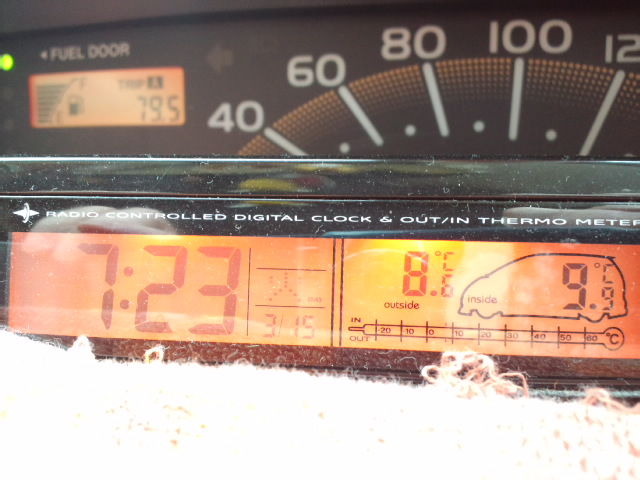 ◄ FUEL DOOR
F
TRIP A
E
79.5
40 60 80 100 12
RADIO CONTROLLED DIGITAL CLOCK & OUT/IN THERMO METER
7:23
DAY
3/15
8.6 °C
outside
inside
9.9 °C
IN
OUT
-20 -10 0 10 20 30 40 50 60 °C